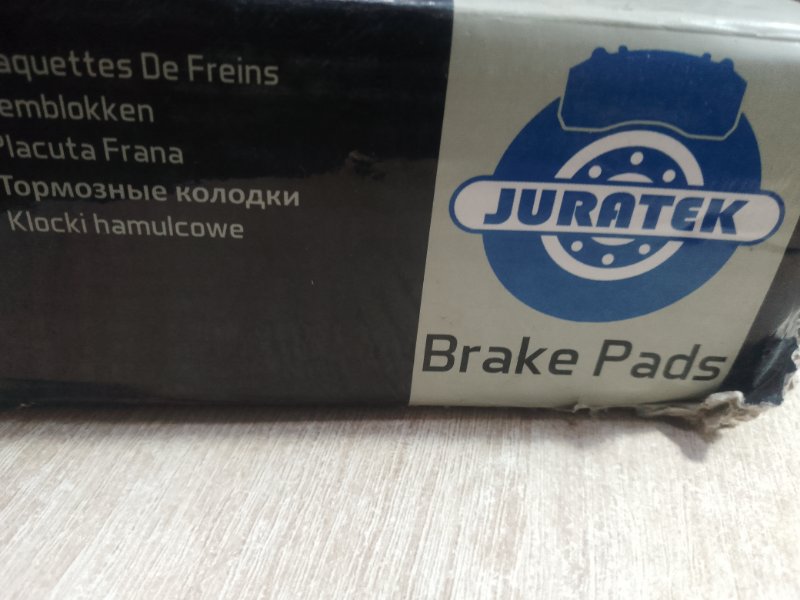 aquettes De Freins
emblokken
Placuta Frana
Тормозные колодки
Klocki hamulcowe
JURATEK
Brake Pads